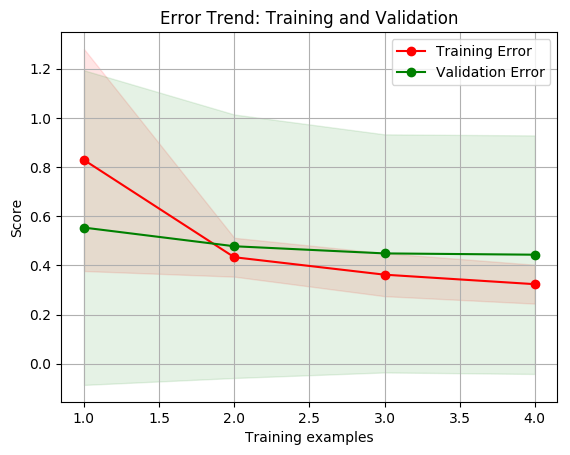 Error Trend: Training and Validation
Training Error
Validation Error
Score
1.2
1.0
0.8
0.6
0.4
0.2
0.0
1.0 1.5 2.0 2.5 3.0 3.5 4.0
Training examples